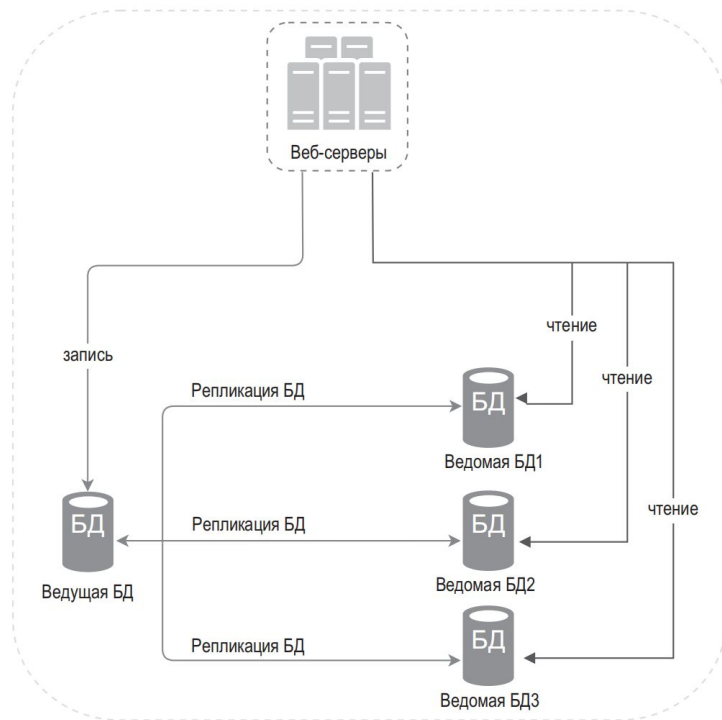 Веб-серверы
запись
чтение
чтение
чтение
Репликация БД
БД
Ведомая БД1
БД
Ведущая БД
Репликация БД
БД
Ведомая БД2
Репликация БД
БД
Ведомая БД3